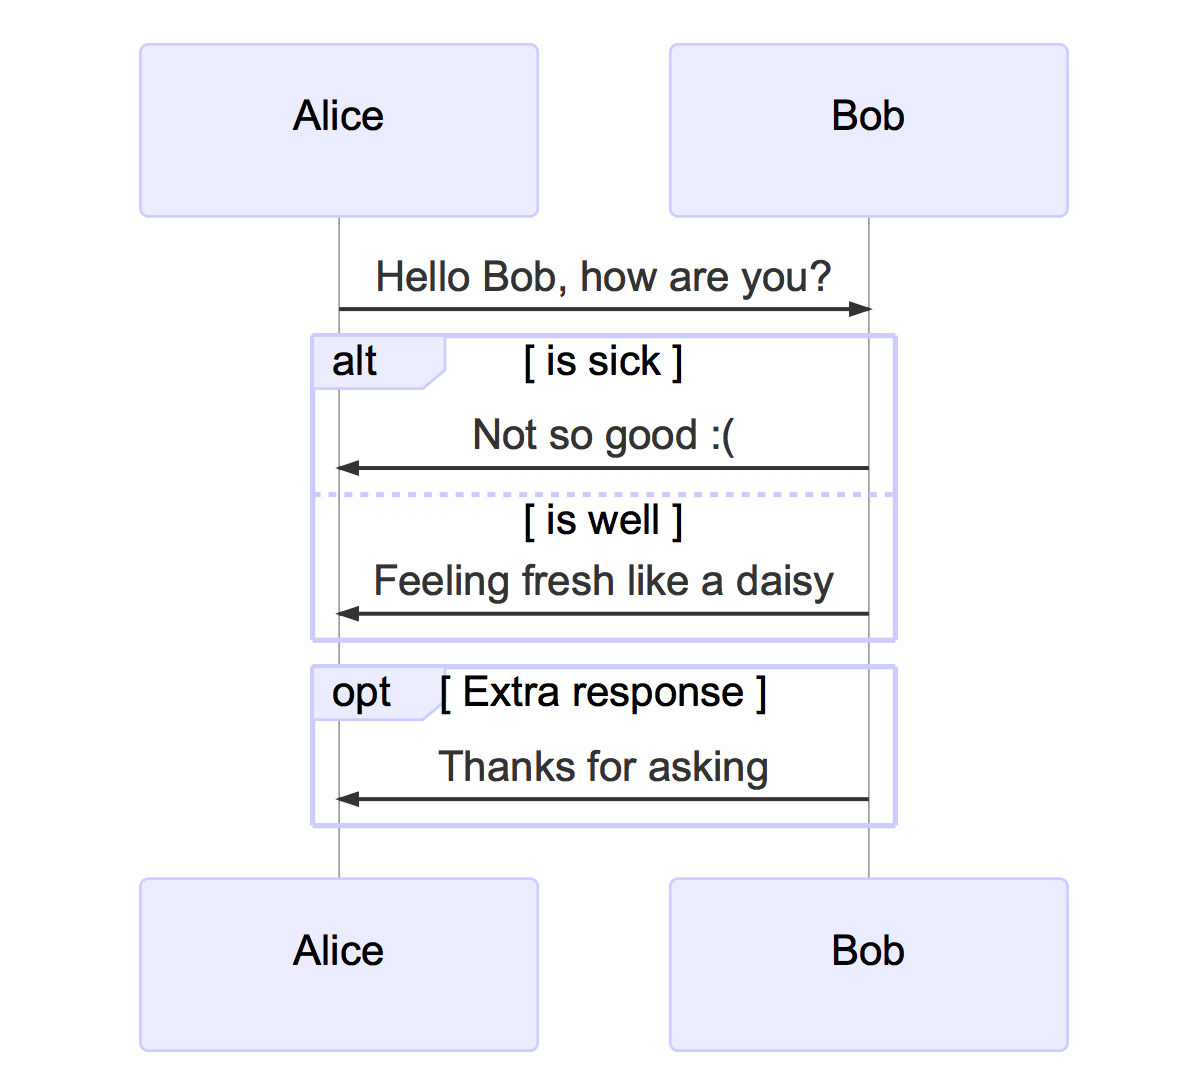 Alice
Bob
Hello Bob, how are you?
alt
[ is sick ]
Not so good :(
[ is well ]
Feeling fresh like a daisy
opt
[ Extra response ]
Thanks for asking
Alice
Bob